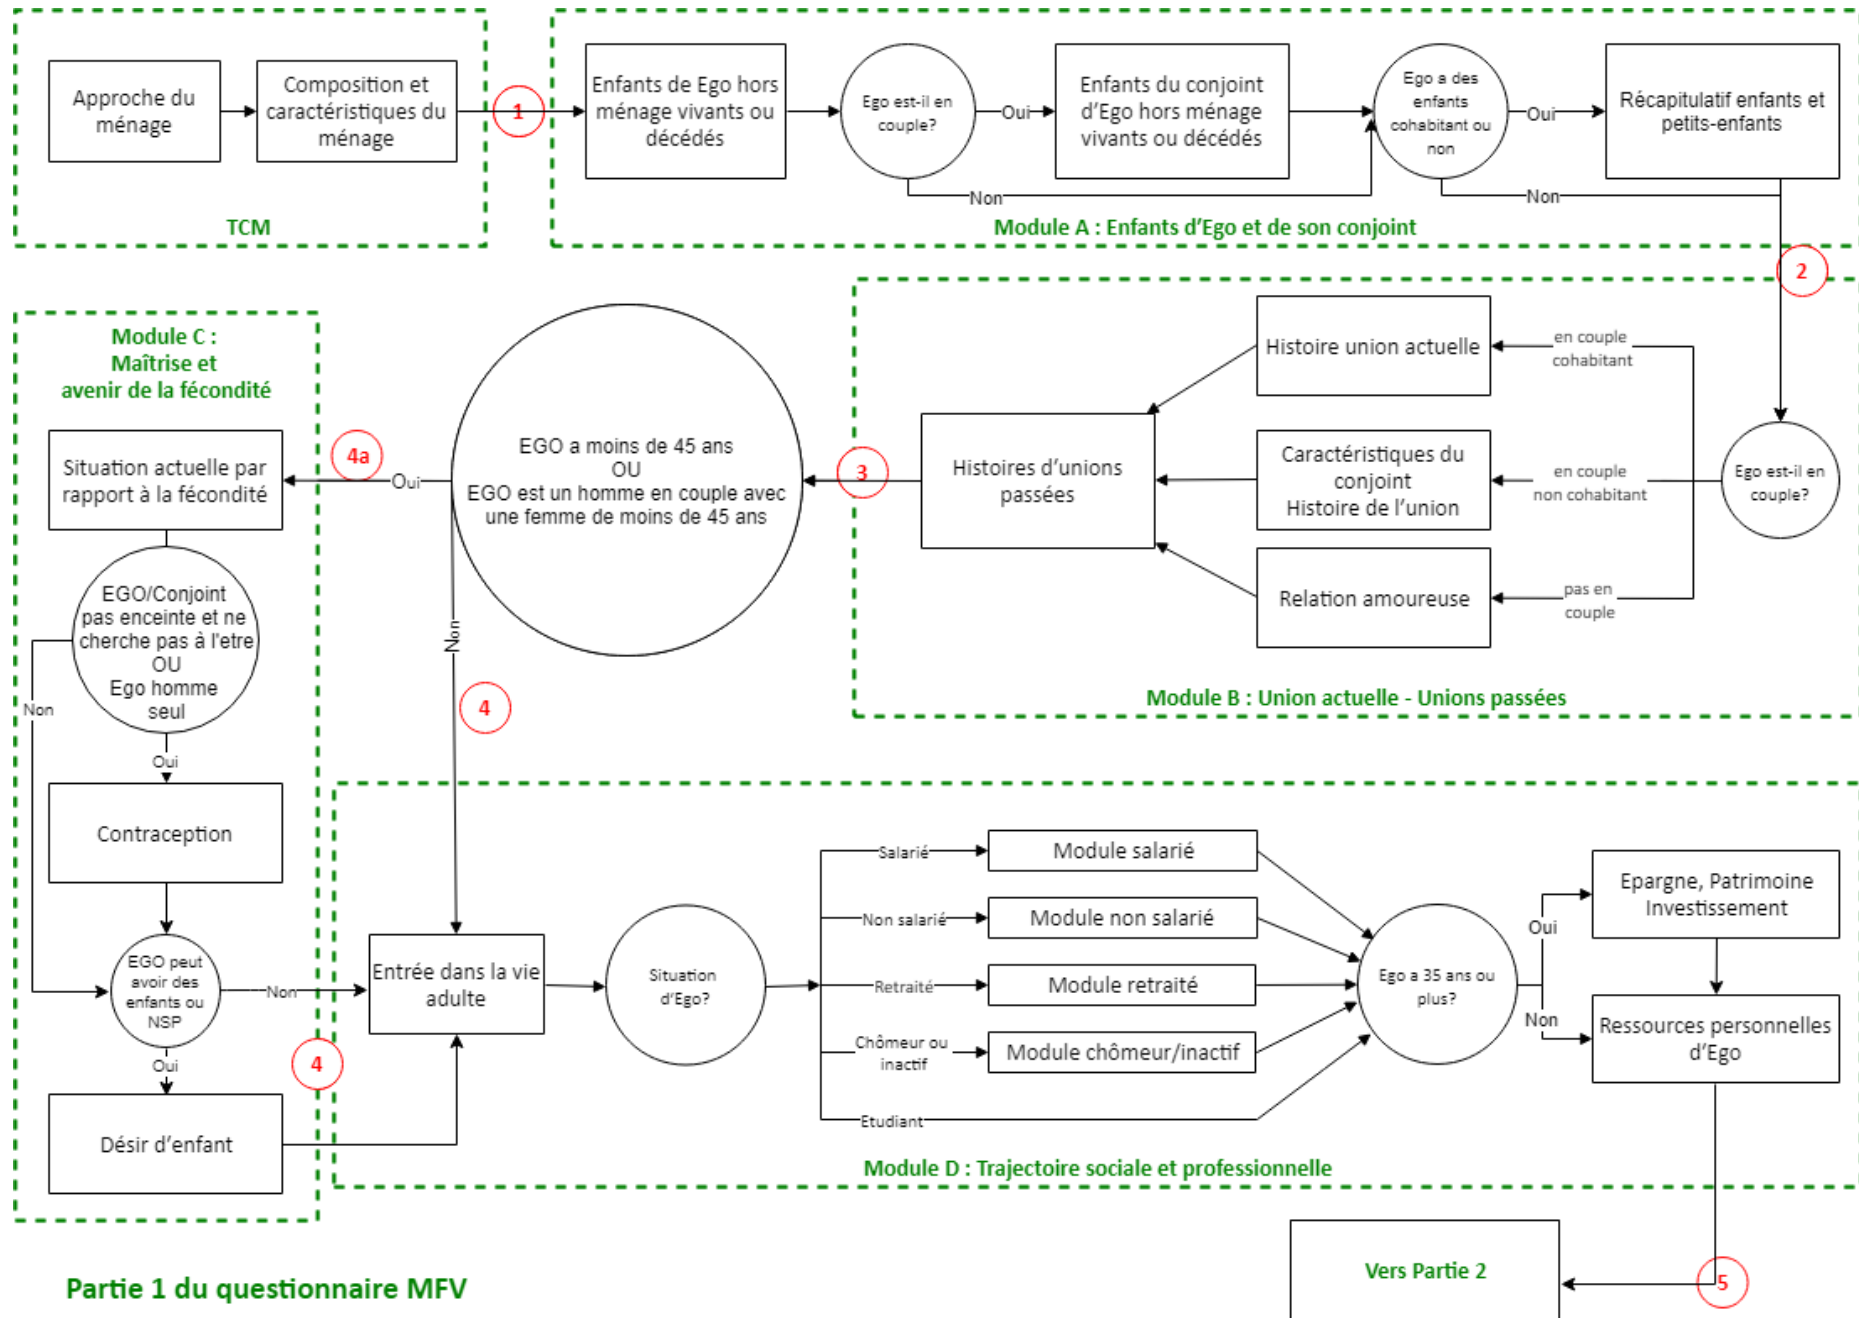 Approche du
ménage
Composition et
caractéristiques du
ménage
TCM
1
Enfants de Ego hors
ménage vivants ou
décédés
Ego est-il en
couple?
Oui
Non
Enfants du conjoint
d'Ego hors ménage
vivants ou décédés
Ego a des
enfants
cohabitant ou
non
Oui
Non
Récapitulatif enfants et
petits-enfants
Module A : Enfants d'Ego et de son conjoint
2
Ego est-il en
couple?
en couple
cohabitant
en couple
non cohabitant
pas en
couple
Histoire union actuelle
Caractéristiques du
conjoint
Histoire de l'union
Relation amoureuse
Histoires d'unions
passées
Module B : Union actuelle - Unions passées
3
EGO a moins de 45 ans
OU
EGO est un homme en couple avec
une femme de moins de 45 ans
Oui
4a
Non
4
Module C :
Maîtrise et
avenir de la fécondité
Situation actuelle par
rapport à la fécondité
EGO/Conjoint
pas enceinte et ne
cherche pas à l'etre
OU
Ego homme
seul
Non
Oui
Contraception
EGO peut
avoir des
enfants ou
NSP
Non
Oui
Désir d'enfant
4
Entrée dans la vie
adulte
Situation
d'Ego?
Salarié
Module salarié
Non salarié
Module non salarié
Retraité
Module retraité
Chômeur ou
inactif
Module chômeur/inactif
Etudiant
Ego a 35 ans ou
plus?
Oui
Non
Epargne, Patrimoine
Investissement
Ressources personnelles
d'Ego
Module D : Trajectoire sociale et professionnelle
5
Vers Partie 2
Partie 1 du questionnaire MFV